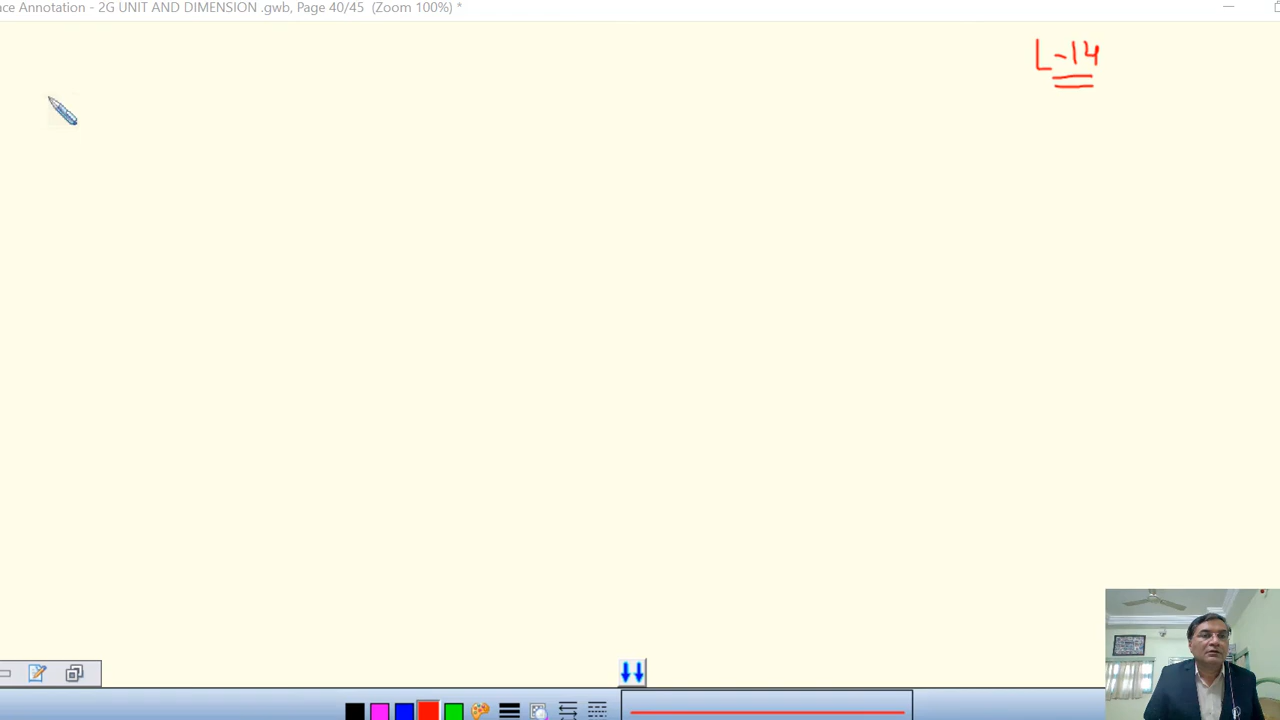 ce Annotation - 2G UNIT AND DIMENSION .gwb, Page 40/45 (Zoom 100%) *
L-14